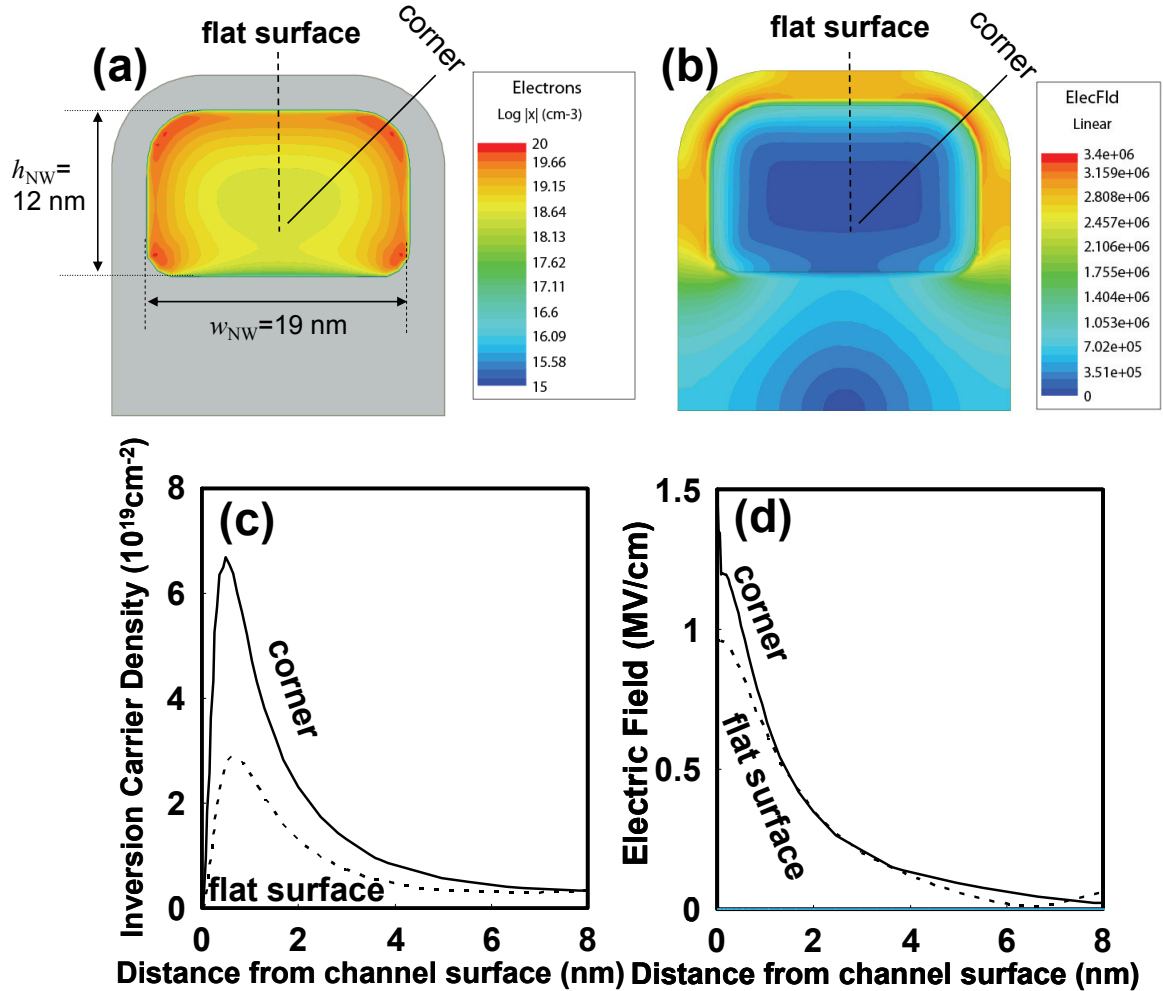 (a)
flat surface
corner
hNW=
12 nm
wNW=19 nm
Electrons
Log |x| (cm-3)
20
19.66
19.15
18.64
18.13
17.62
17.11
16.6
16.09
15.58
15
(b)
flat surface
corner
ElecFld
Linear
3.4e+06
3.159e+06
2.808e+06
2.457e+06
2.106e+06
1.755e+06
1.404e+06
1.053e+06
7.02e+05
3.51e+05
0
(c)
Inversion Carrier Density (10¹⁹cm⁻²)
8
6
4
2
0
corner
flat surface
0 2 4 6 8
Distance from channel surface (nm)
(d)
Electric Field (MV/cm)
1.5
1
0.5
0
corner
flat surface
0 2 4 6 8
Distance from channel surface (nm)